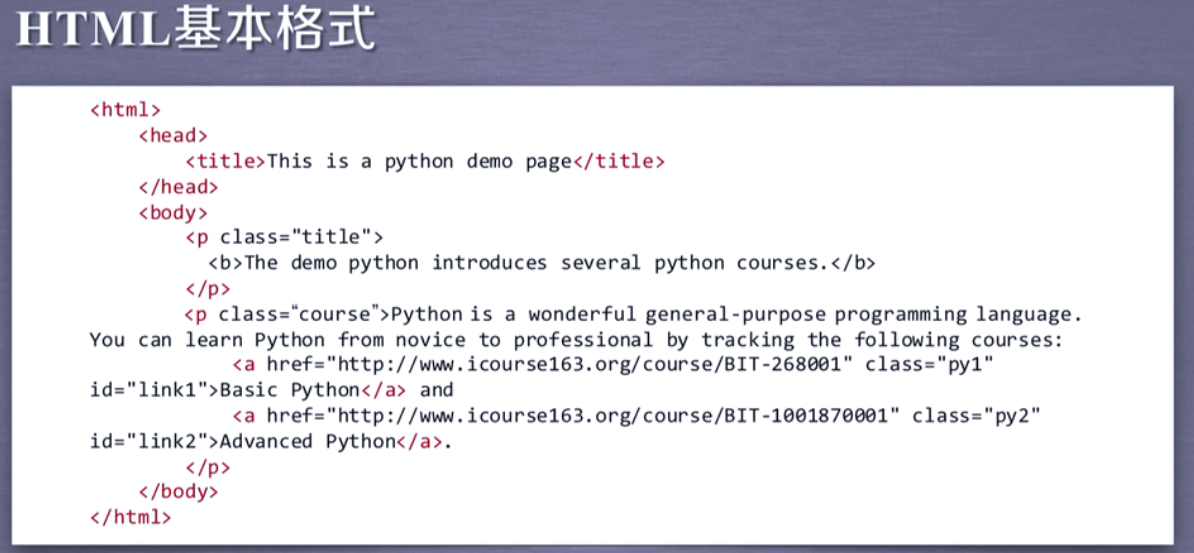 HTML基本格式
<html>
<head>
<title>This is a python demo page</title>
</head>
<body>
<p class="title">
<b>The demo python introduces several python courses.</b>
</p>
<p class=“course”>Python is a wonderful general-purpose programming language.
You can learn Python from novice to professional by tracking the following courses:
<a href="http://www.icourse163.org/course/BIT-268001" class="py1"
id="link1">Basic Python</a> and
<a href="http://www.icourse163.org/course/BIT-1001870001" class="py2"
id="link2">Advanced Python</a>.
</p>
</body>
</html>